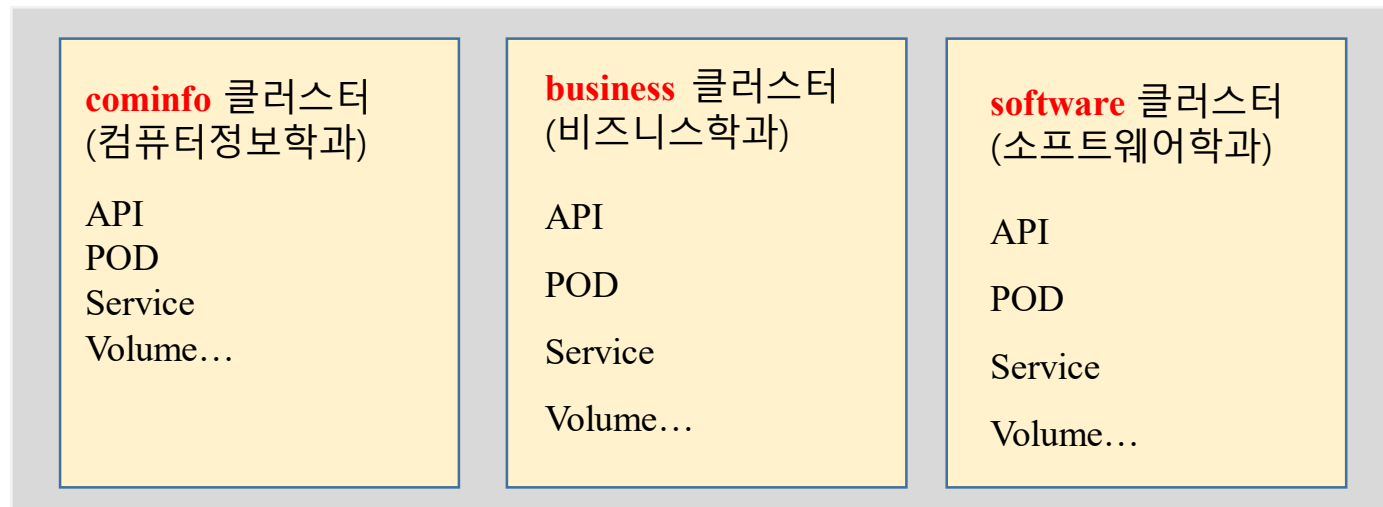 cominfo 클러스터
(컴퓨터정보학과)
API
POD
Service
Volume…
business 클러스터
(비즈니스학과)
API
POD
Service
Volume…
software 클러스터
(소프트웨어학과)
API
POD
Service
Volume…